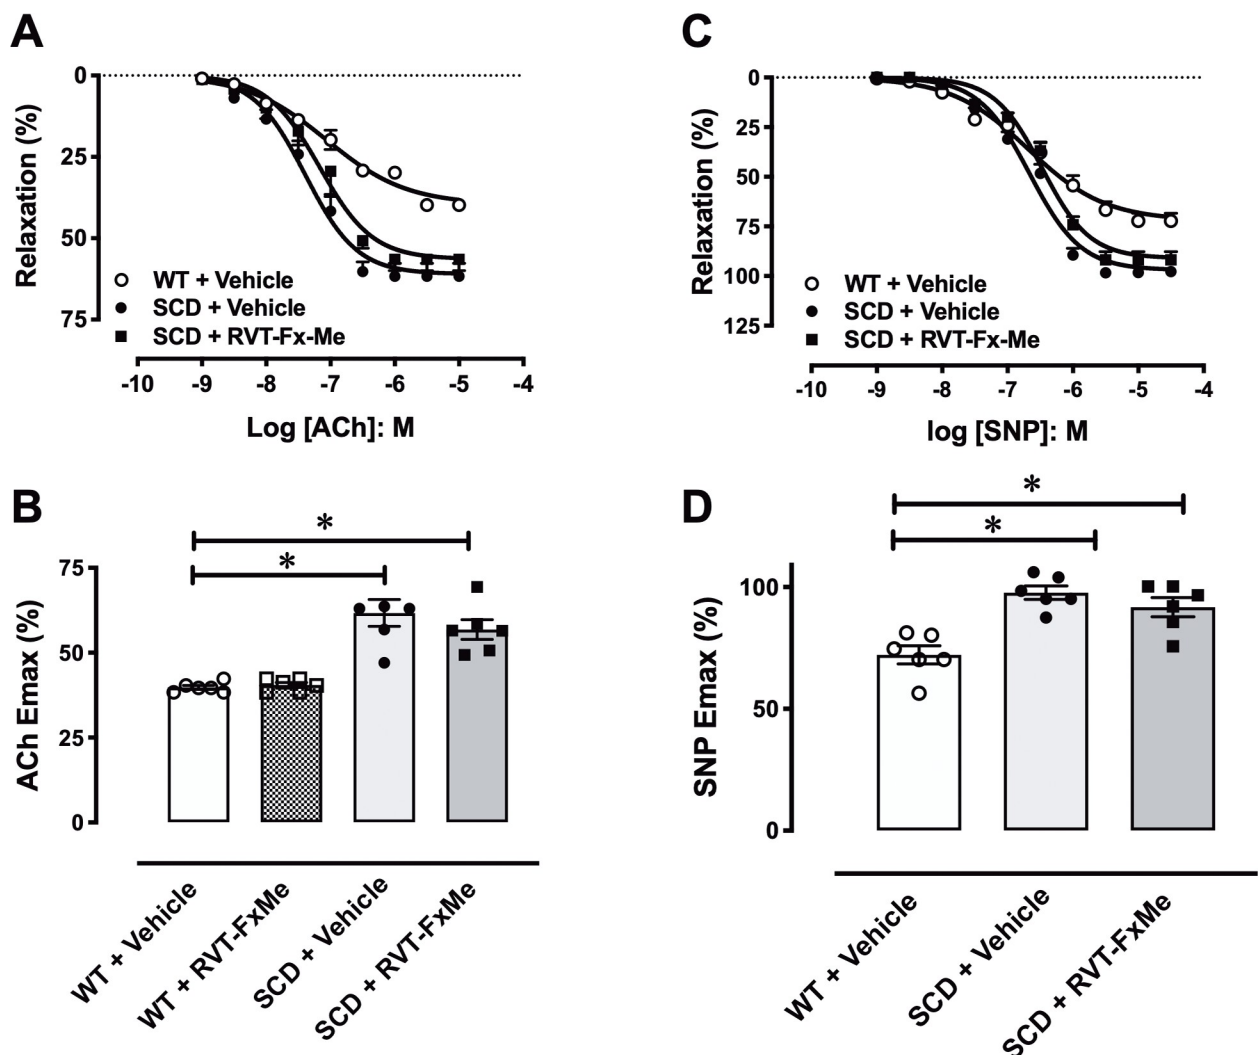 A
Relaxation (%)
0
25
50
75
WT + Vehicle
SCD + Vehicle
SCD + RVT-Fx-Me
-10 -9 -8 -7 -6 -5 -4
Log [ACh]: M
C
Relaxation (%)
0
25
50
75
100
125
WT + Vehicle
SCD + Vehicle
SCD + RVT-Fx-Me
-10 -9 -8 -7 -6 -5 -4
log [SNP]: M
B
ACh Emax (%)
75
50
25
0
*
*
WT + Vehicle
WT + RVT-FxMe
SCD + Vehicle
SCD + RVT-FxMe
D
SNP Emax (%)
100
50
0
*
*
WT + Vehicle
SCD + Vehicle
SCD + RVT-FxMe